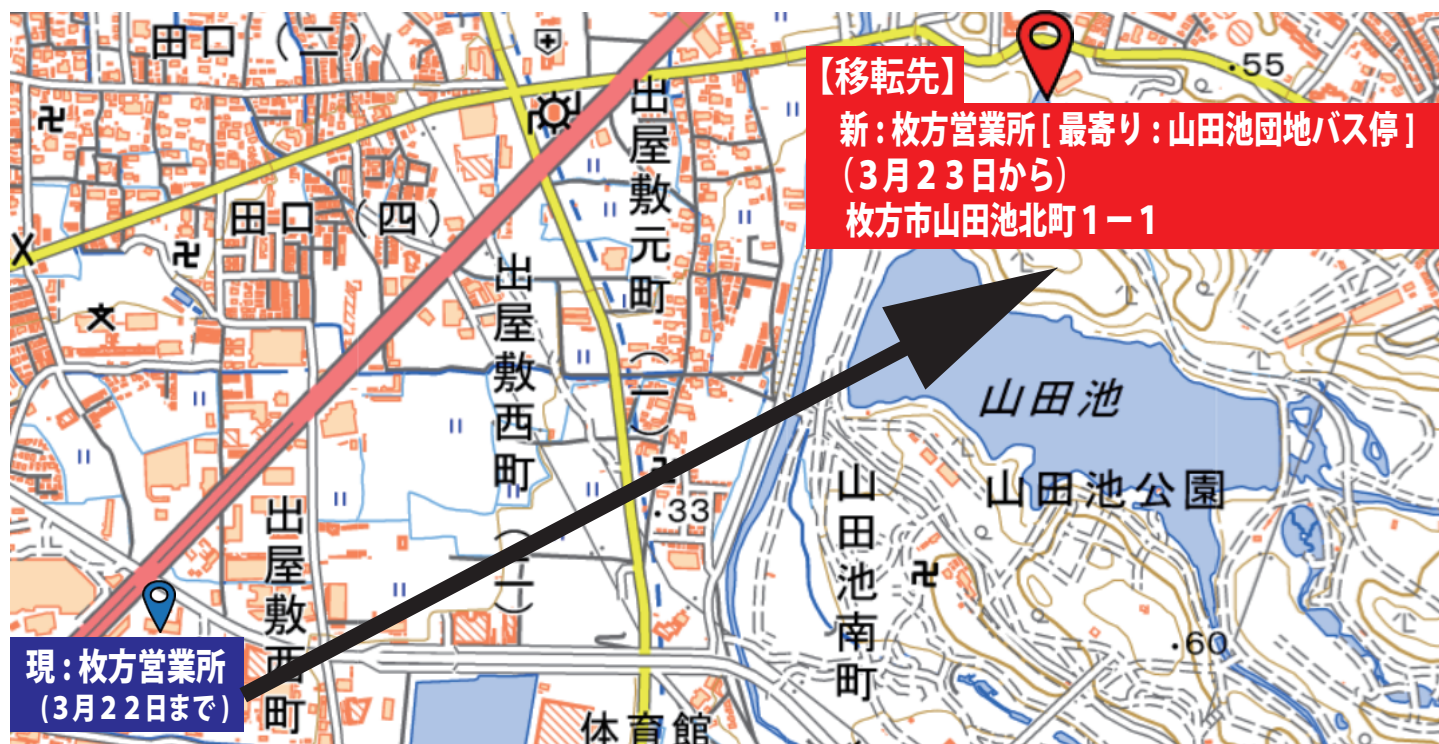 田口（二）
・55
【移転先】
新：枚方営業所［最寄り：山田池団地バス停］
（３月２３日から）
枚方市山田池北町１ー１
出屋敷元町（一）
田口（四）
出屋敷西町（二）
山田池
山田池公園
・33
山田池南町
出屋敷西町
・60
現：枚方営業所
（３月２２日まで）
体育館